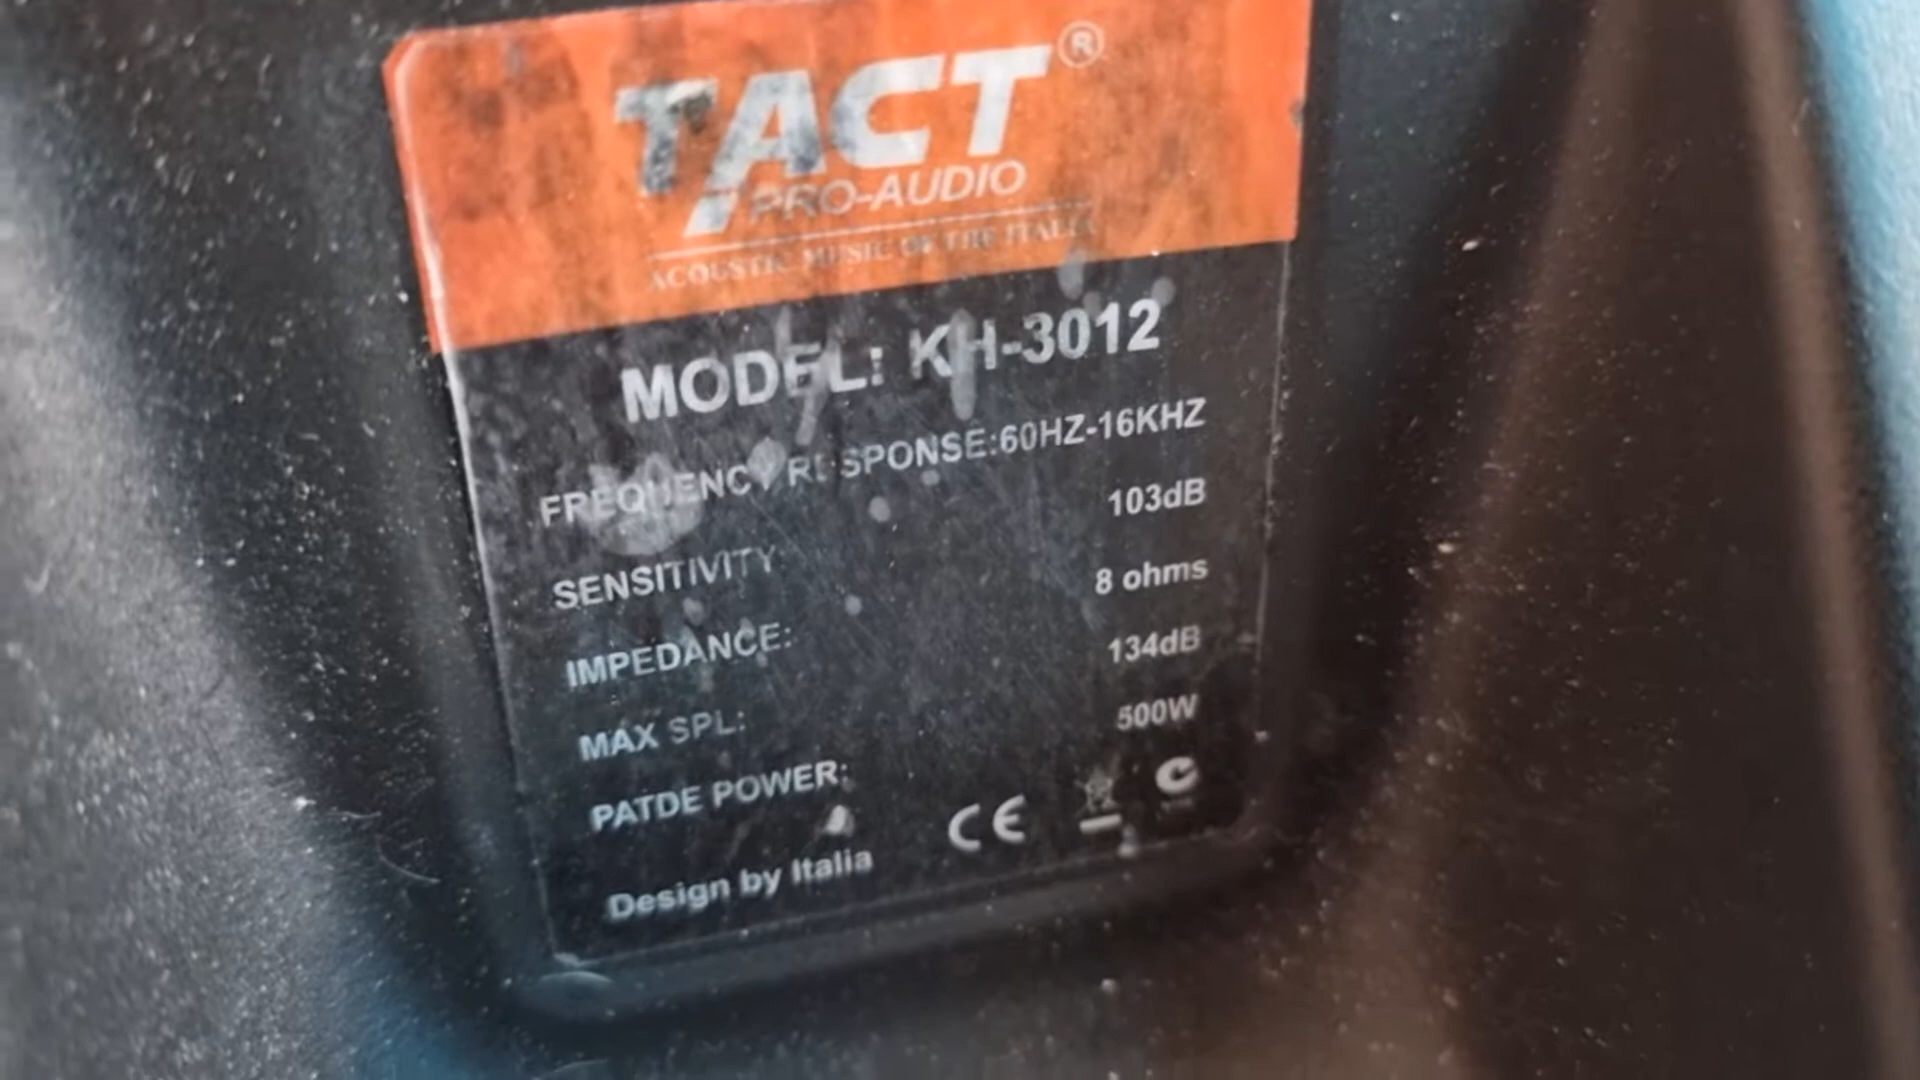 TACT®
PRO-AUDIO
ACOUSTIC MUSIC OF THE ITALIA
MODEL: KH-3012
FREQUENCY RESPONSE:60HZ-16KHZ
SENSITIVITY 103dB
IMPEDANCE: 8 ohms
MAX SPL: 134dB
PATDE POWER: 500W
Design by Italia CE